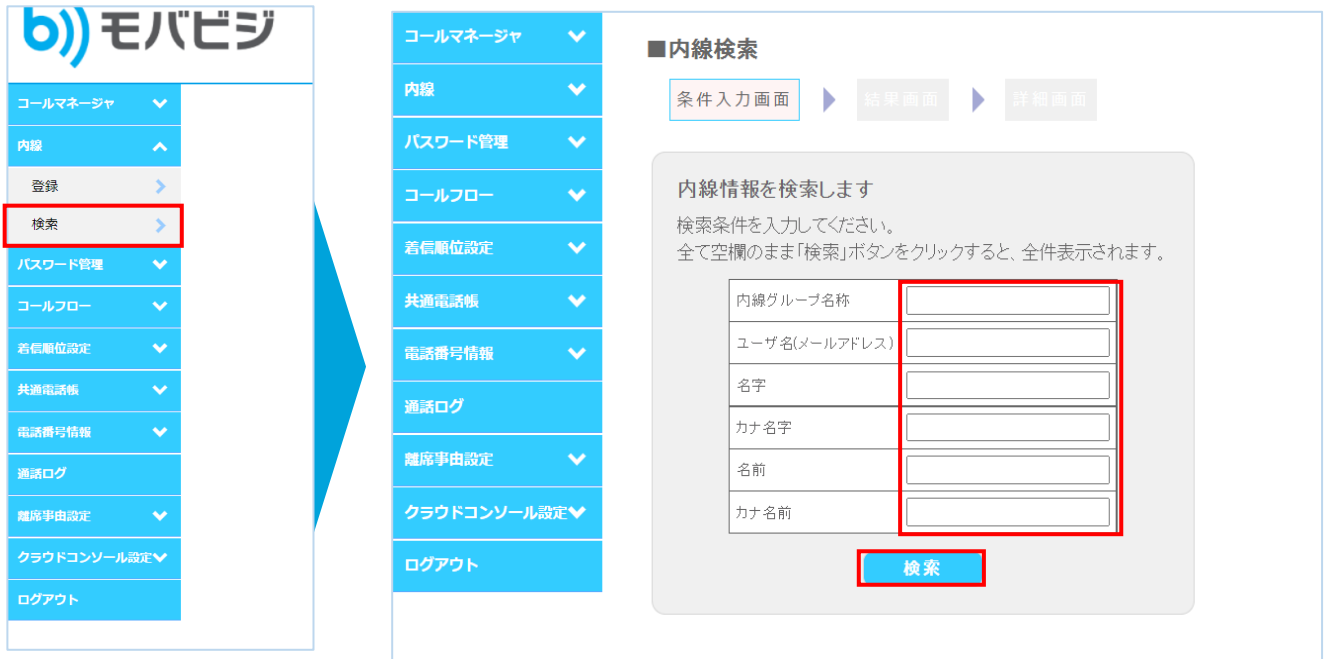 b)) モバビジ
コールマネージャ
内線
登録
検索
パスワード管理
コールフロー
着信順位設定
共通電話帳
電話番号情報
通話ログ
離席事由設定
クラウドコンソール設定
ログアウト
コールマネージャ
内線
パスワード管理
コールフロー
着信順位設定
共通電話帳
電話番号情報
通話ログ
離席事由設定
クラウドコンソール設定
ログアウト
■内線検索
条件入力画面
結果画面
詳細画面
内線情報を検索します
検索条件を入力してください。
全て空欄のまま「検索」ボタンをクリックすると、全件表示されます。
内線グループ名称
ユーザ名(メールアドレス)
名字
カナ名字
名前
カナ名前
検索